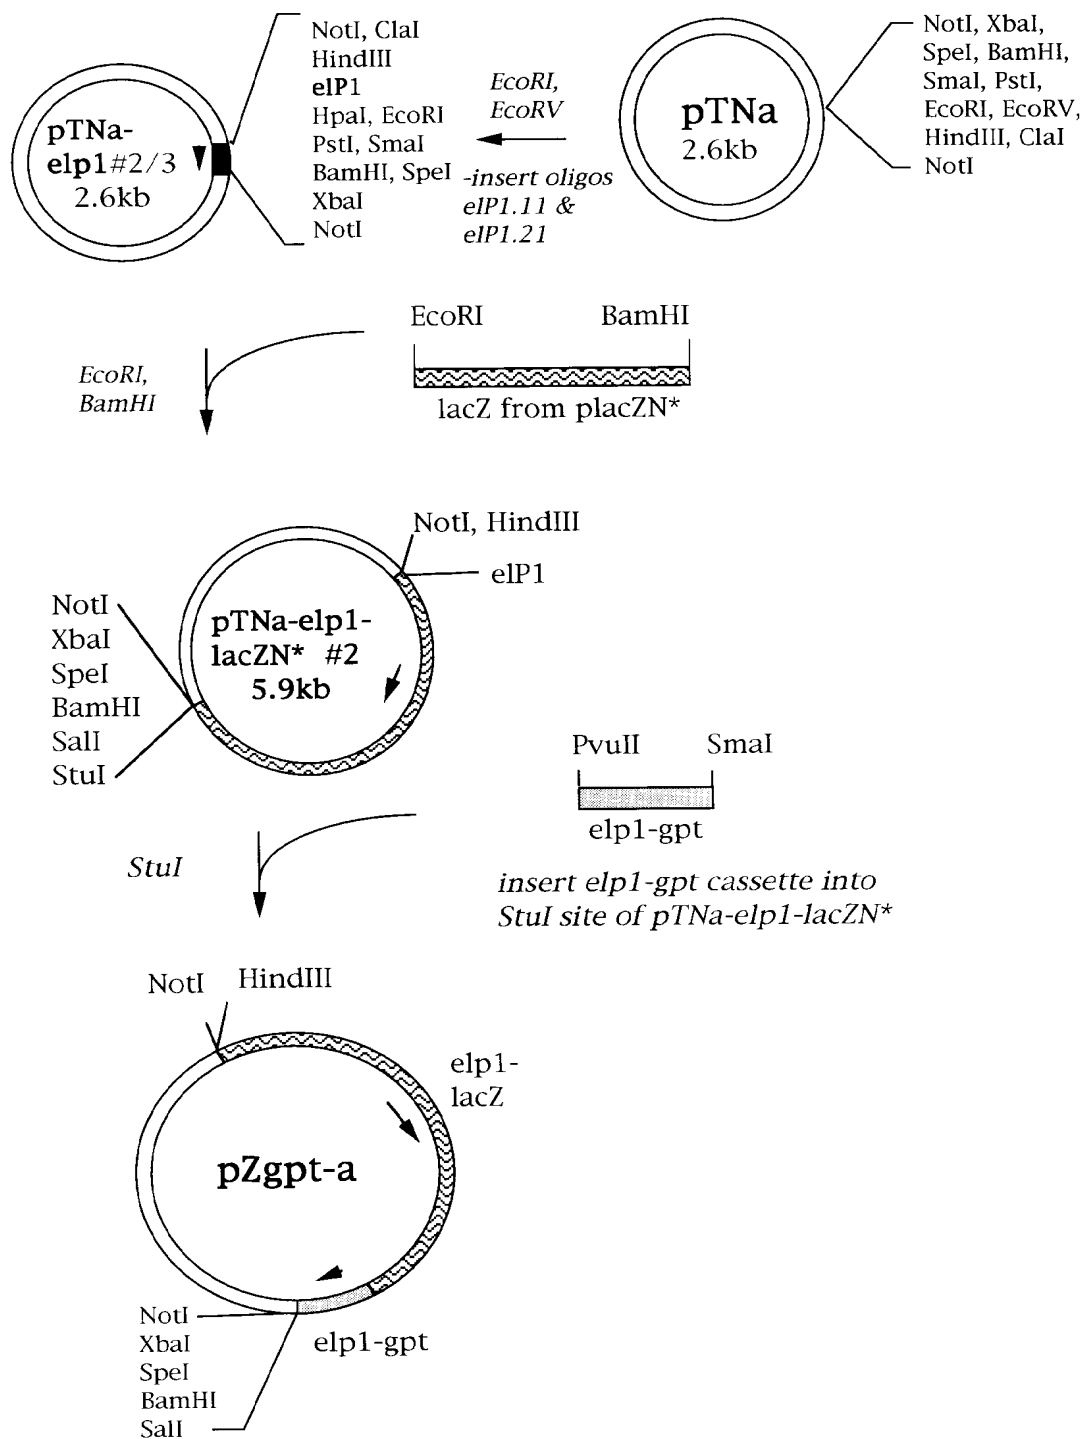 NotI, ClaI
HindIII
elP1
HpaI, EcoRI
PstI, SmaI
BamHI, SpeI
XbaI
NotI
pTNa-
elp1#2/3
2.6kb
EcoRI,
EcoRV
-insert oligos
elP1.11 &
elP1.21
pTNa
2.6kb
NotI, XbaI,
SpeI, BamHI,
SmaI, PstI,
EcoRI, EcoRV,
HindIII, ClaI
NotI
EcoRI,
BamHI
EcoRI BamHI
lacZ from placZN*
NotI, HindIII
elP1
pTNa-elp1-
lacZN* #2
5.9kb
NotI
XbaI
SpeI
BamHI
SalI
StuI
PvuII SmaI
elp1-gpt
StuI
insert elp1-gpt cassette into
StuI site of pTNa-elp1-lacZN*
NotI HindIII
elp1-
lacZ
pZgpt-a
NotI
XbaI
SpeI
BamHI
SalI
elp1-gpt